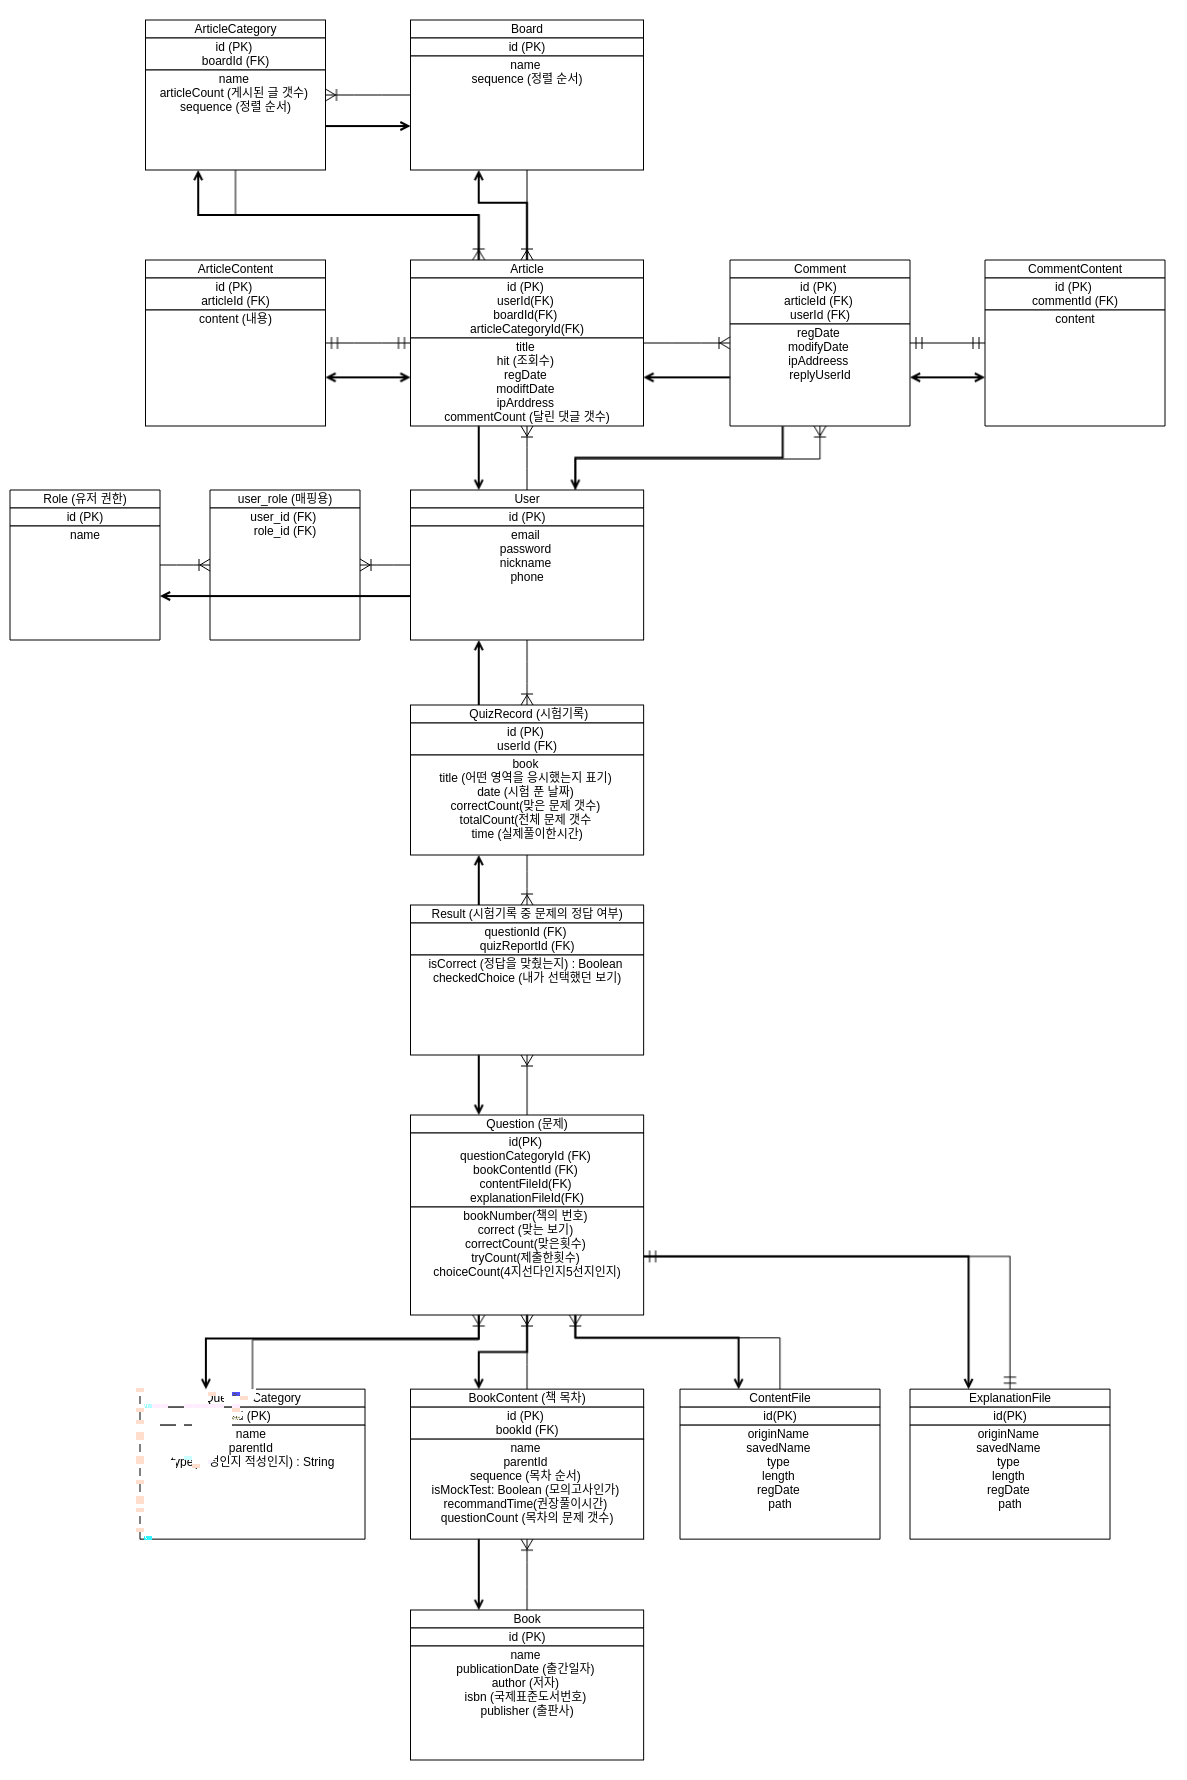 ArticleCategory
id (PK)
boardId (FK)
name
articleCount (게시된 글 갯수)
sequence (정렬 순서)
Board
id (PK)
name
sequence (정렬 순서)
ArticleContent
id (PK)
articleId (FK)
content (내용)
Article
id (PK)
userId(FK)
boardId(FK)
articleCategoryId(FK)
title
hit (조회수)
regDate
modiftDate
ipArddress
commentCount (달린 댓글 갯수)
Comment
id (PK)
articleId (FK)
userId (FK)
regDate
modifyDate
ipAddreess
replyUserId
CommentContent
id (PK)
commentId (FK)
content
Role (유저 권한)
id (PK)
name
user_role (매핑용)
user_id (FK)
role_id (FK)
User
id (PK)
email
password
nickname
phone
QuizRecord (시험기록)
id (PK)
userId (FK)
book
title (어떤 영역을 응시했는지 표기)
date (시험 푼 날짜)
correctCount(맞은 문제 갯수)
totalCount(전체 문제 갯수
time (실제풀이한시간)
Result (시험기록 중 문제의 정답 여부)
questionId (FK)
quizReportId (FK)
isCorrect (정답을 맞췄는지) : Boolean
checkedChoice (내가 선택했던 보기)
Question (문제)
id(PK)
questionCategoryId (FK)
bookContentId (FK)
contentFileId(FK)
explanationFileId(FK)
bookNumber(책의 번호)
correct (맞는 보기)
correctCount(맞은횟수)
tryCount(제출한횟수)
choiceCount(4지선다인지5선지인지)
Category
(PK)
name
parentId
적성인지) : String
BookContent (책 목차)
id (PK)
bookId (FK)
name
parentId
sequence (목차 순서)
isMockTest: Boolean (모의고사인가)
recommandTime(권장풀이시간)
questionCount (목차의 문제 갯수)
ContentFile
id(PK)
originName
savedName
type
length
regDate
path
ExplanationFile
id(PK)
originName
savedName
type
length
regDate
path
Book
id (PK)
name
publicationDate (출간일자)
author (저자)
isbn (국제표준도서번호)
publisher (출판사)